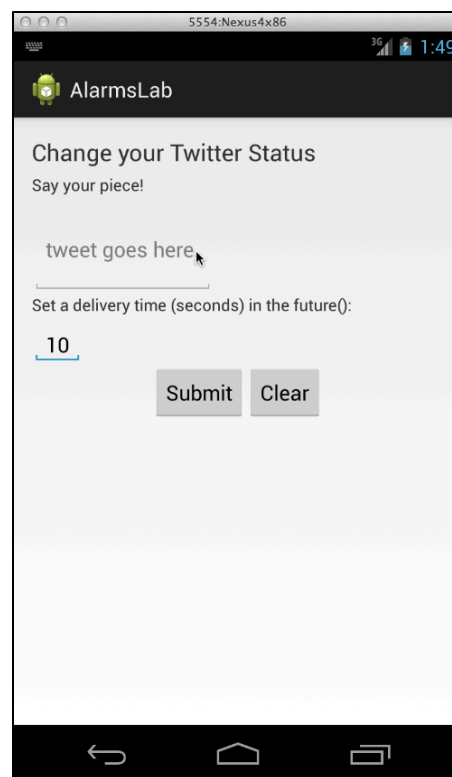 5554:Nexus4x86
3G 1:49
AlarmsLab
Change your Twitter Status
Say your piece!
tweet goes here
Set a delivery time (seconds) in the future():
10
Submit Clear